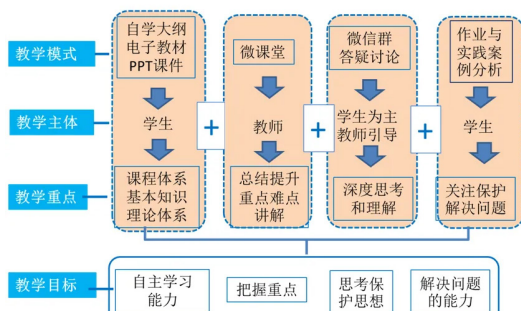 教学模式
自学大纲
电子教材
PPT课件
微课堂
微信群
答疑讨论
作业与
实践案
例分析
教学主体
学生
+
教师
+
学生为主
教师引导
+
学生
教学重点
课程体系
基本知识
理论体系
总结提升
重点难点
讲解
深度思考
和理解
关注保护
解决问题
教学目标
自主学习
能力
把握重点
思考保
护思想
解决问题
的能力